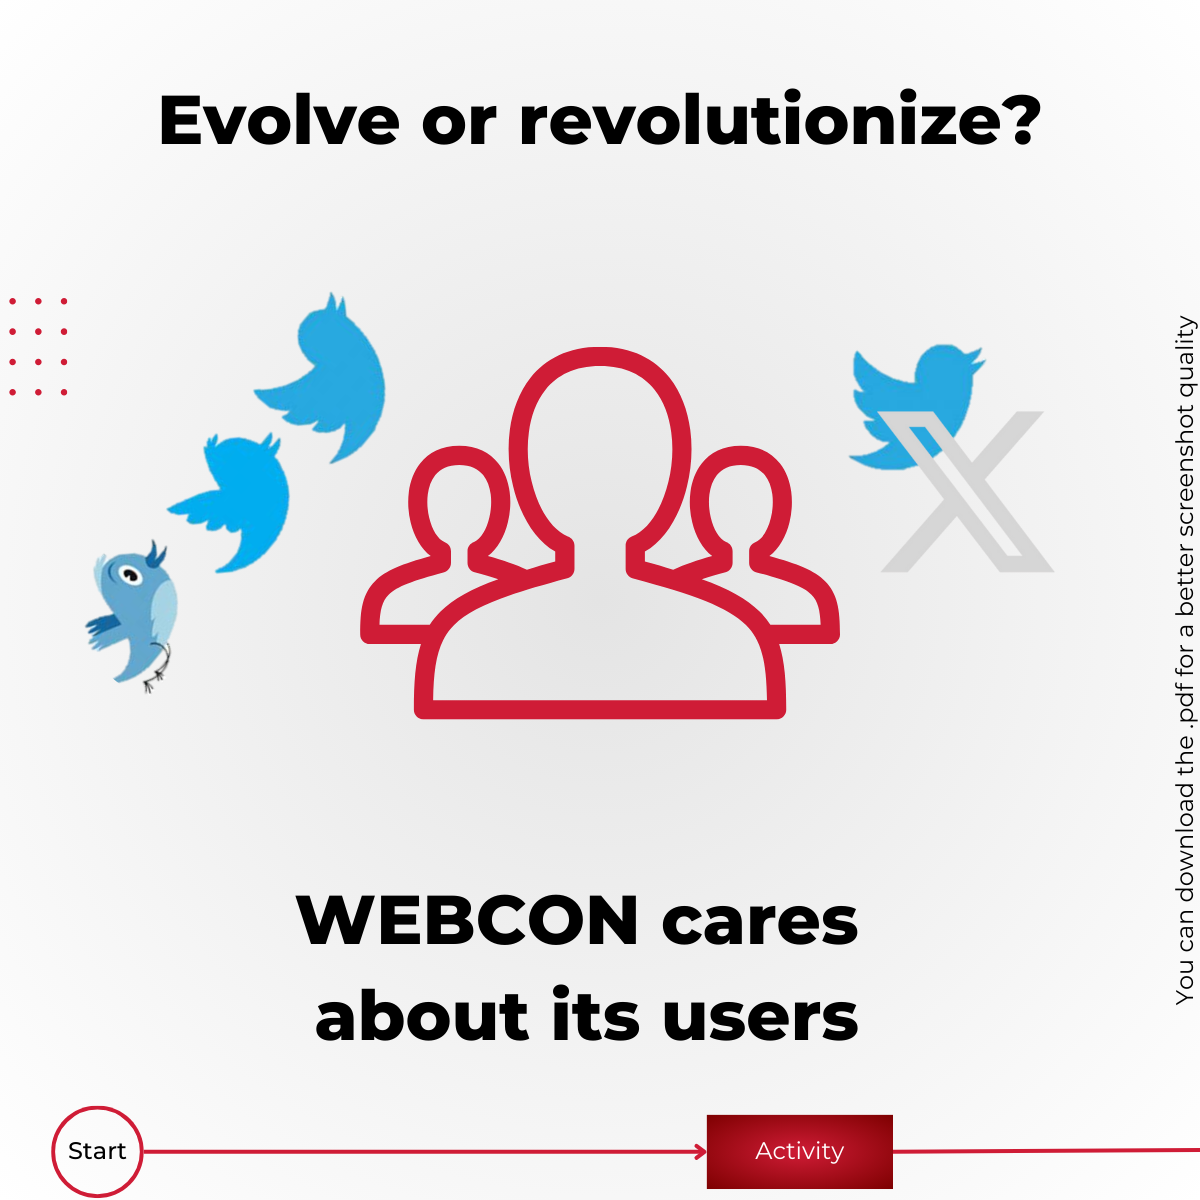 Evolve or revolutionize?
You can download the .pdf for a better screenshot quality
WEBCON cares
about its users
Start
Activity